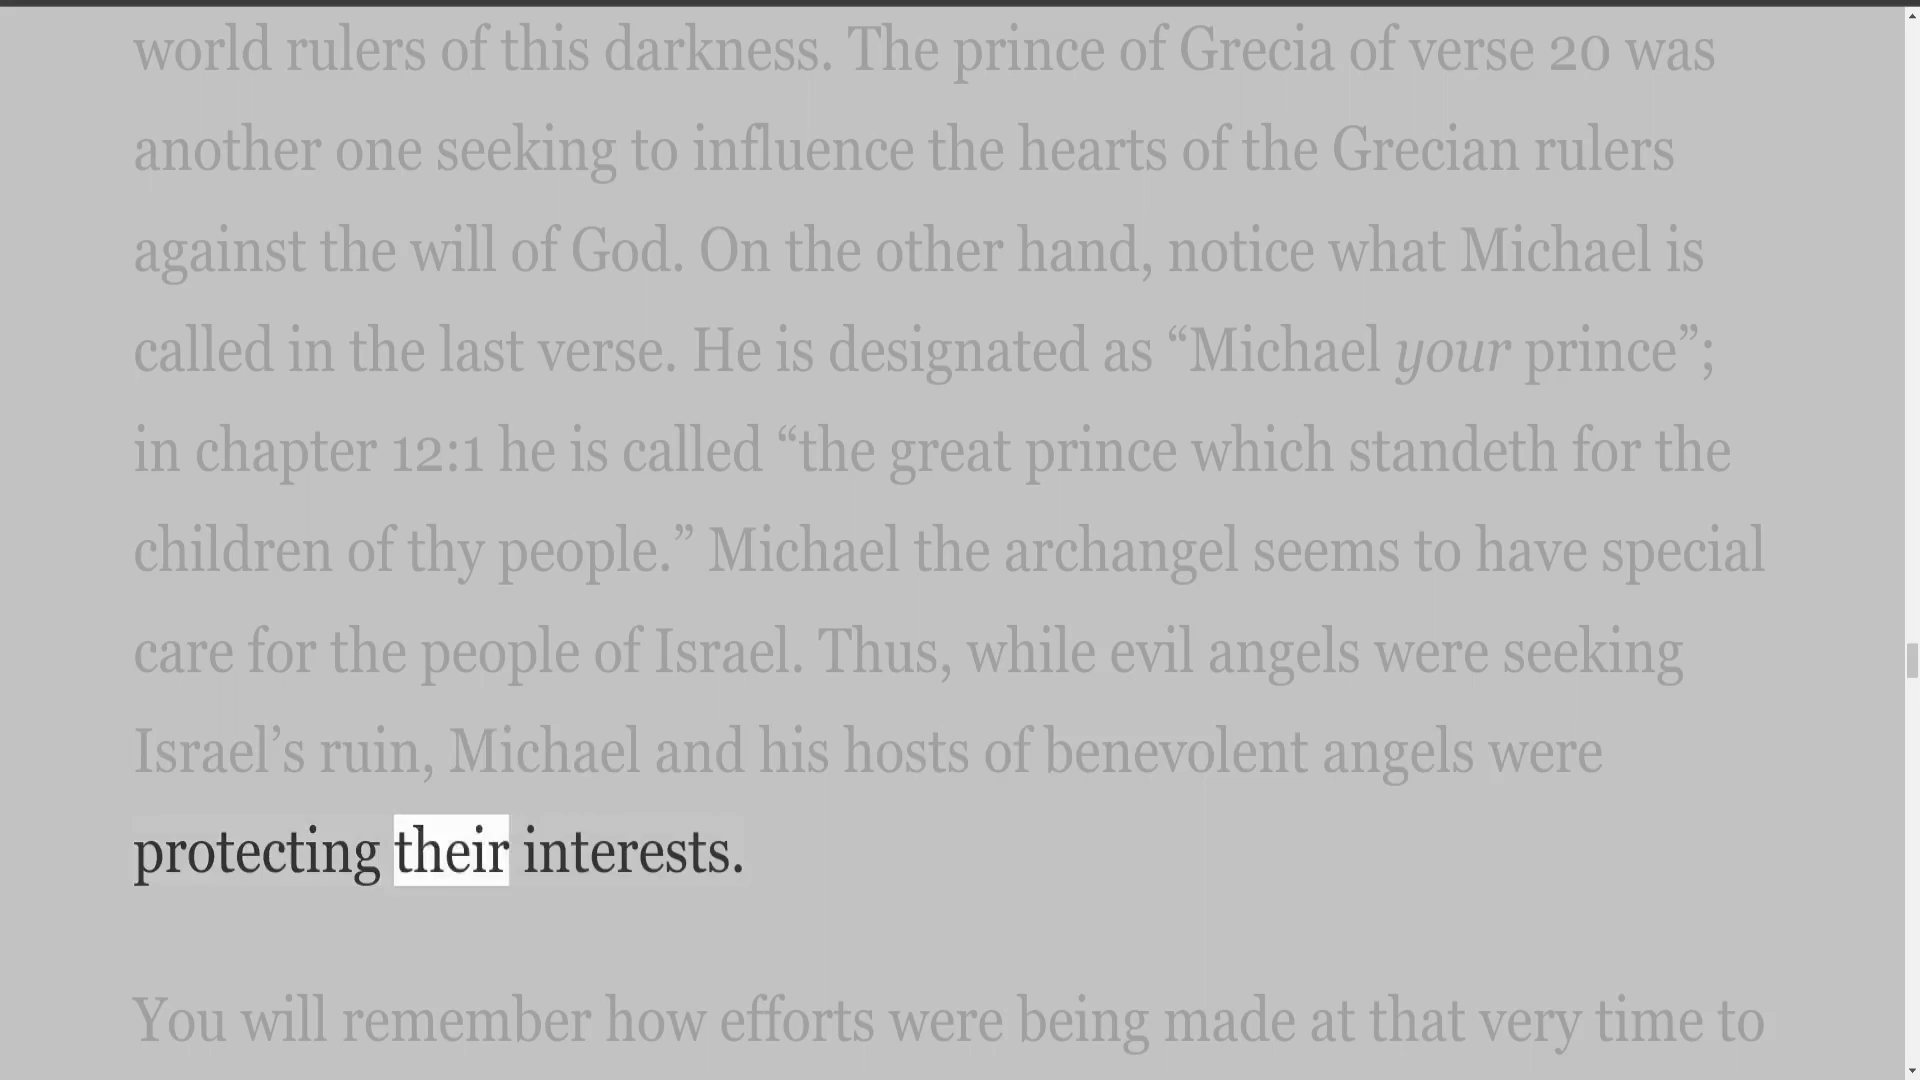 world rulers of this darkness. The prince of Grecia of verse 20 was
another one seeking to influence the hearts of the Grecian rulers
against the will of God. On the other hand, notice what Michael is
called in the last verse. He is designated as “Michael your prince”;
in chapter 12:1 he is called “the great prince which standeth for the
children of thy people.” Michael the archangel seems to have special
care for the people of Israel. Thus, while evil angels were seeking
Israel’s ruin, Michael and his hosts of benevolent angels were
protecting their interests.
You will remember how efforts were being made at that very time to